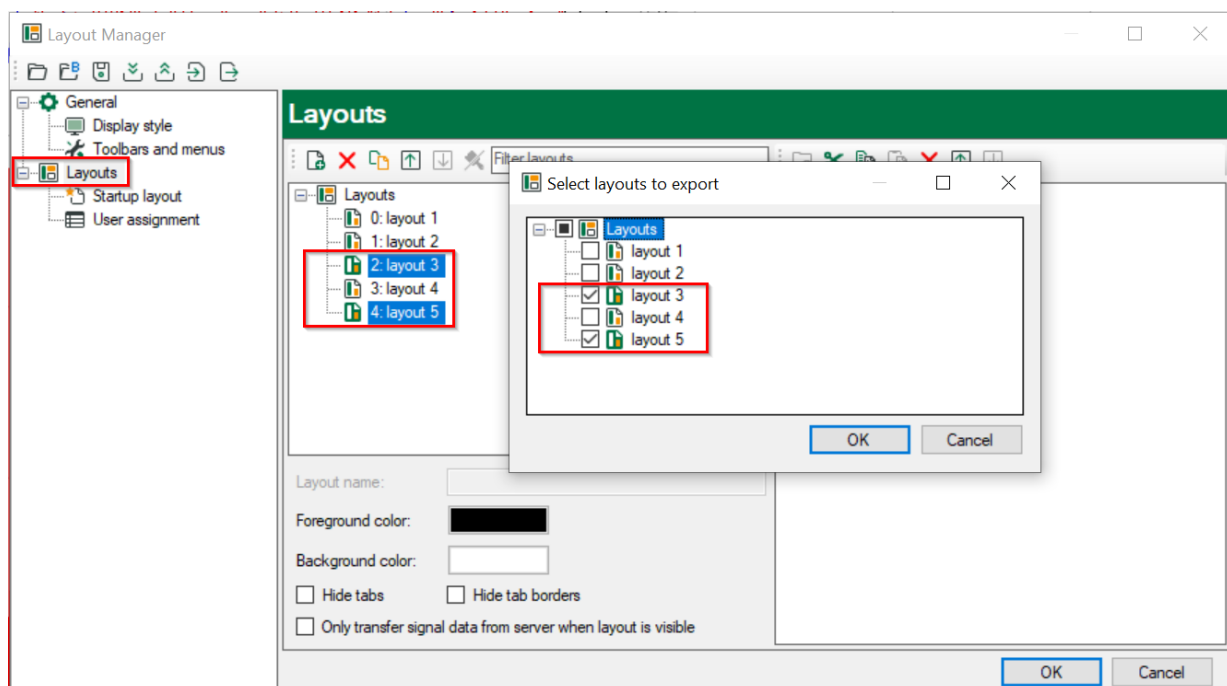 Layout Manager
General
Display style
Toolbars and menus
Layouts
Startup layout
User assignment
Layouts
Filter layouts
Layouts
0: layout 1
1: layout 2
2: layout 3
3: layout 4
4: layout 5
Layout name:
Foreground color:
Background color:
Hide tabs
Hide tab borders
Only transfer signal data from server when layout is visible
Select layouts to export
Layouts
layout 1
layout 2
layout 3
layout 4
layout 5
OK
Cancel
OK
Cancel